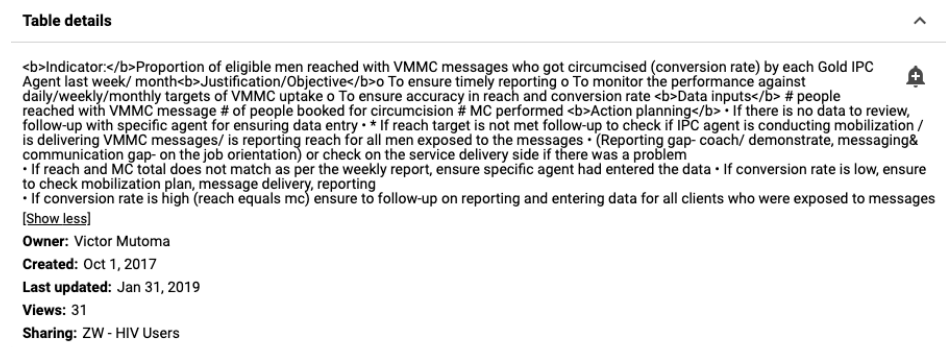 Table details
<b>Indicator:</b>Proportion of eligible men reached with VMMC messages who got circumcised (conversion rate) by each Gold IPC
Agent last week/ month<b>Justification/Objective</b>o To ensure timely reporting o To monitor the performance against
daily/weekly/monthly targets of VMMC uptake o To ensure accuracy in reach and conversion rate <b>Data inputs</b> # people
reached with VMMC message # of people booked for circumcision # MC performed <b>Action planning</b> • If there is no data to review,
follow-up with specific agent for ensuring data entry • * If reach target is not met follow-up to check if IPC agent is conducting mobilization /
is delivering VMMC messages/ is reporting reach for all men exposed to the messages • (Reporting gap- coach/ demonstrate, messaging&
communication gap- on the job orientation) or check on the service delivery side if there was a problem
• If reach and MC total does not match as per the weekly report, ensure specific agent had entered the data • If conversion rate is low, ensure
to check mobilization plan, message delivery, reporting
• If conversion rate is high (reach equals mc) ensure to follow-up on reporting and entering data for all clients who were exposed to messages
[Show less]
Owner: Victor Mutoma
Created: Oct 1, 2017
Last updated: Jan 31, 2019
Views: 31
Sharing: ZW - HIV Users